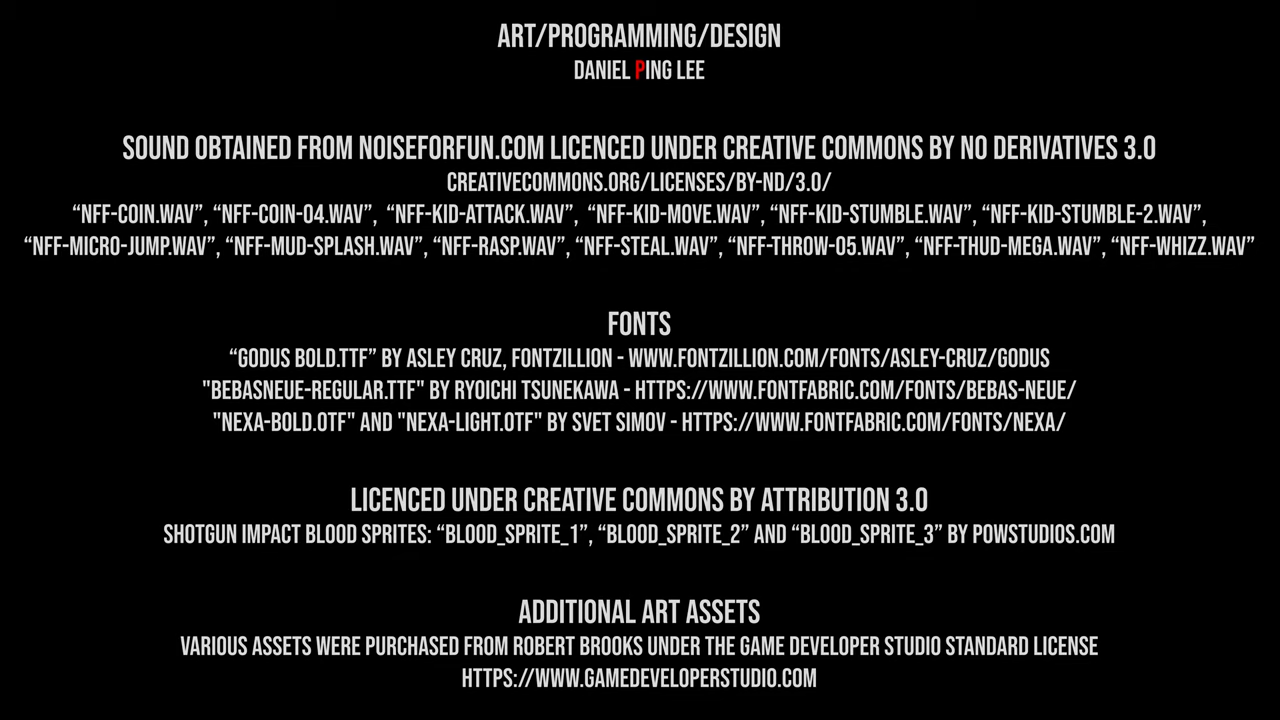 ART/PROGRAMMING/DESIGN
DANIEL PING LEE
SOUND OBTAINED FROM NOISEFORFUN.COM LICENCED UNDER CREATIVE COMMONS BY NO DERIVATIVES 3.0
CREATIVECOMMONS.ORG/LICENSES/BY-ND/3.0/
“NFF-COIN.WAV”, “NFF-COIN-04.WAV”, “NFF-KID-ATTACK.WAV”, “NFF-KID-MOVE.WAV”, “NFF-KID-STUMBLE.WAV”, “NFF-KID-STUMBLE-2.WAV”,
“NFF-MICRO-JUMP.WAV”, “NFF-MUD-SPLASH.WAV”, “NFF-RASP.WAV”, “NFF-STEAL.WAV”, “NFF-THROW-05.WAV”, “NFF-THUD-MEGA.WAV”, “NFF-WHIZZ.WAV”
FONTS
“GODUS BOLD.TTF” BY ASLEY CRUZ, FONTZILLION - WWW.FONTZILLION.COM/FONTS/ASLEY-CRUZ/GODUS
"BEBASNEUE-REGULAR.TTF" BY RYOICHI TSUNEKAWA - HTTPS://WWW.FONTFABRIC.COM/FONTS/BEBAS-NEUE/
"NEXA-BOLD.OTF" AND "NEXA-LIGHT.OTF" BY SVET SIMOV - HTTPS://WWW.FONTFABRIC.COM/FONTS/NEXA/
LICENCED UNDER CREATIVE COMMONS BY ATTRIBUTION 3.0
SHOTGUN IMPACT BLOOD SPRITES: “BLOOD_SPRITE_1”, “BLOOD_SPRITE_2” AND “BLOOD_SPRITE_3” BY POWSTUDIOS.COM
ADDITIONAL ART ASSETS
VARIOUS ASSETS WERE PURCHASED FROM ROBERT BROOKS UNDER THE GAME DEVELOPER STUDIO STANDARD LICENSE
HTTPS://WWW.GAMEDEVELOPERSTUDIO.COM